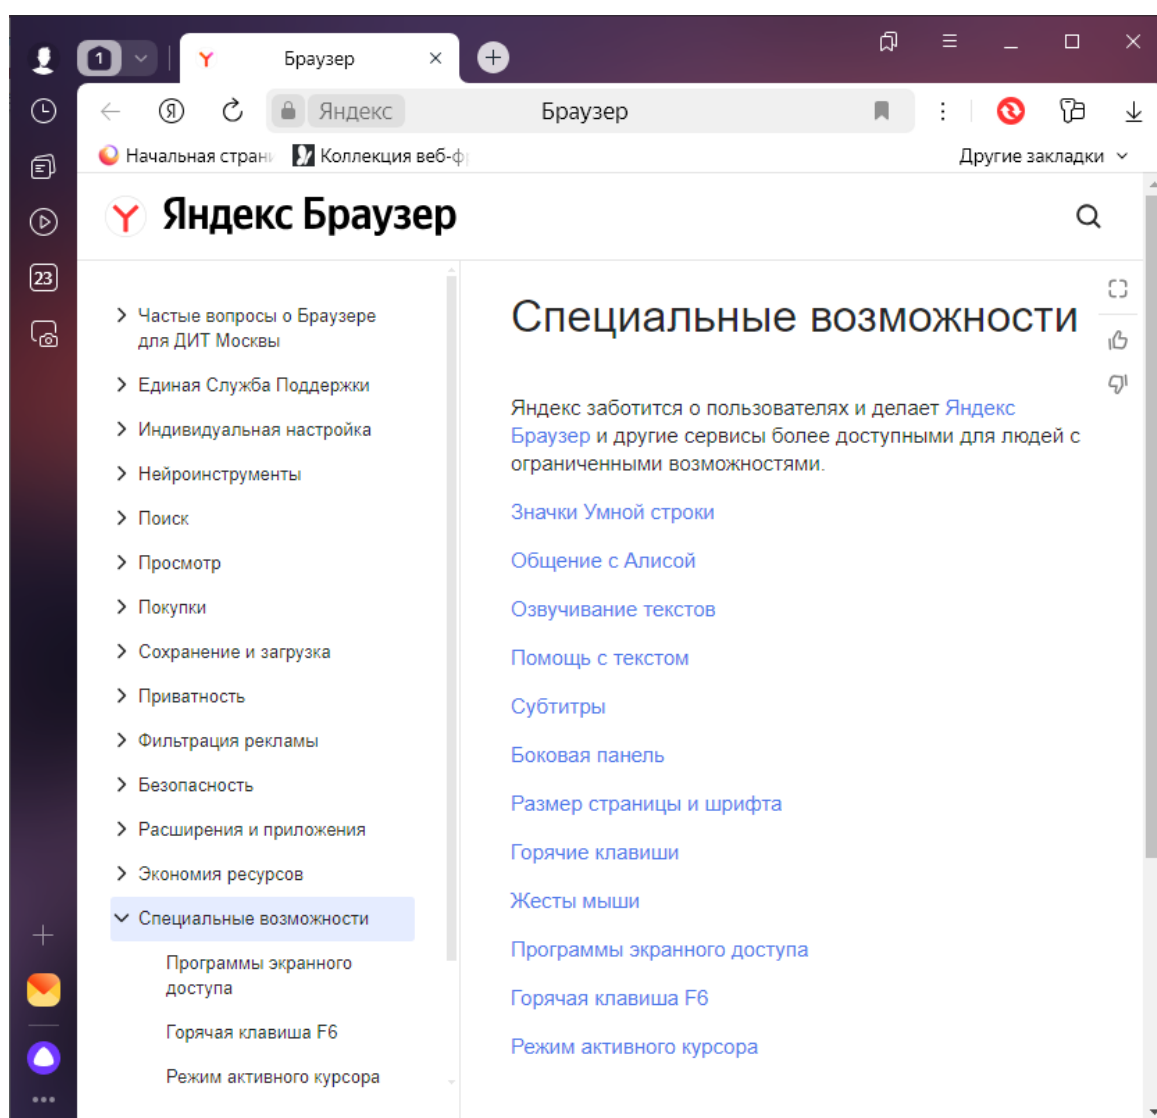 1
Браузер
Яндекс
Браузер
Начальная стран
Коллекция веб-ф
Другие закладки
23
Яндекс Браузер
Частые вопросы о Браузере
для ДИТ Москвы
Единая Служба Поддержки
Индивидуальная настройка
Нейроинструменты
Поиск
Просмотр
Покупки
Сохранение и загрузка
Приватность
Фильтрация рекламы
Безопасность
Расширения и приложения
Экономия ресурсов
Специальные возможности
Программы экранного
доступа
Горячая клавиша F6
Режим активного курсора
Специальные возможности
Яндекс заботится о пользователях и делает Яндекс
Браузер и другие сервисы более доступными для людей с
ограниченными возможностями.
Значки Умной строки
Общение с Алисой
Озвучивание текстов
Помощь с текстом
Субтитры
Боковая панель
Размер страницы и шрифта
Горячие клавиши
Жесты мыши
Программы экранного доступа
Горячая клавиша F6
Режим активного курсора